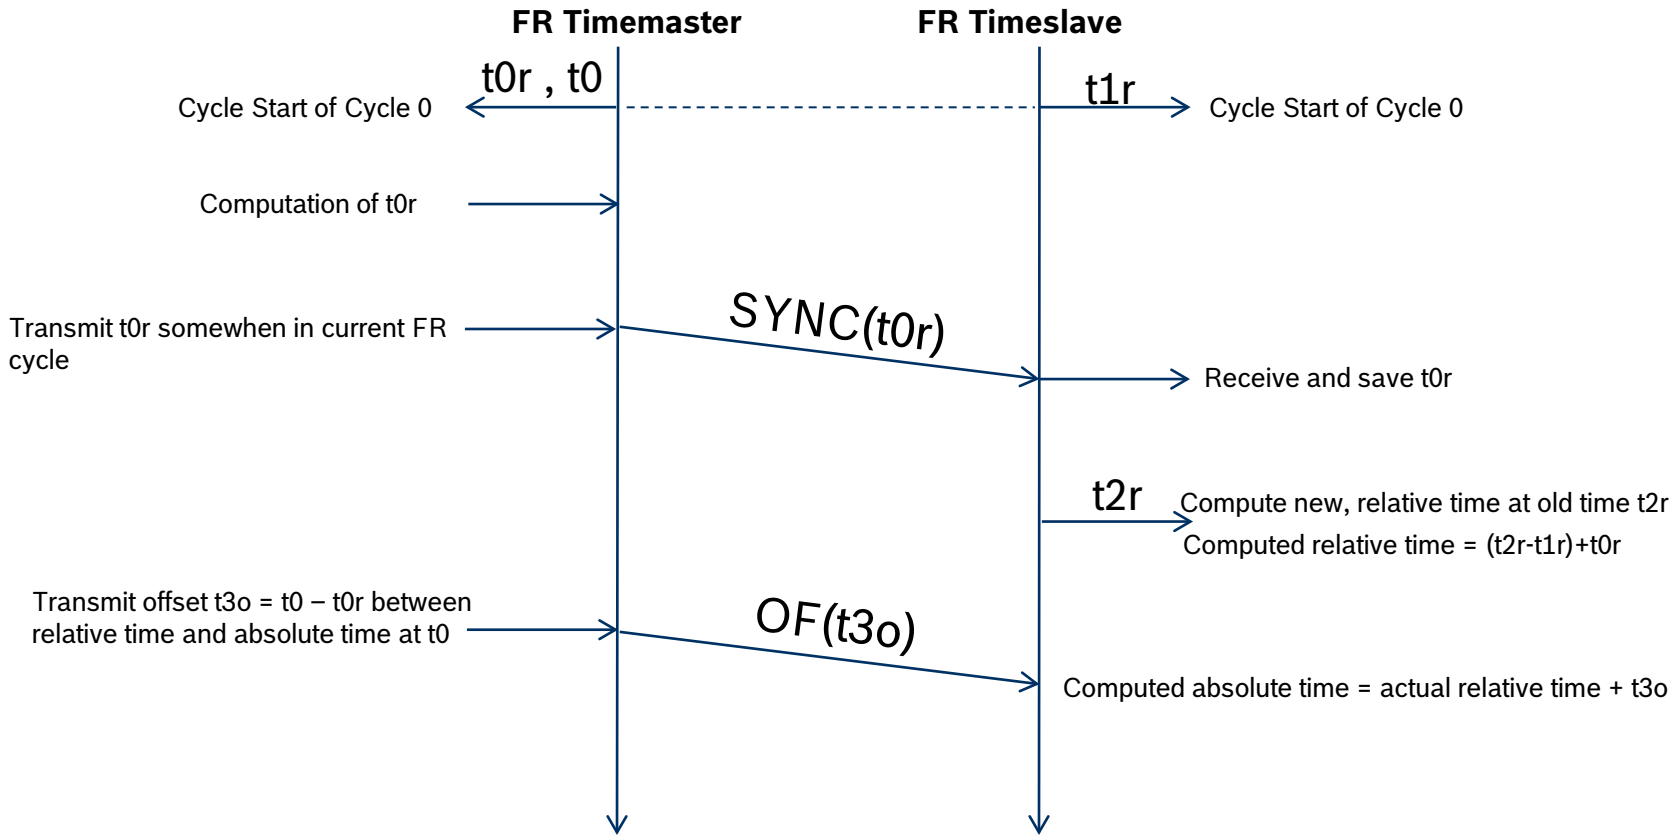 FR Timemaster
FR Timeslave
t0r , t0
t1r
Cycle Start of Cycle 0
Cycle Start of Cycle 0
Computation of t0r
SYNC(t0r)
Transmit t0r somewhen in current FR
cycle
Receive and save t0r
t2r
Compute new, relative time at old time t2r
Computed relative time = (t2r-t1r)+t0r
Transmit offset t3o = t0 – t0r between
relative time and absolute time at t0
OF(t3o)
Computed absolute time = actual relative time + t3o